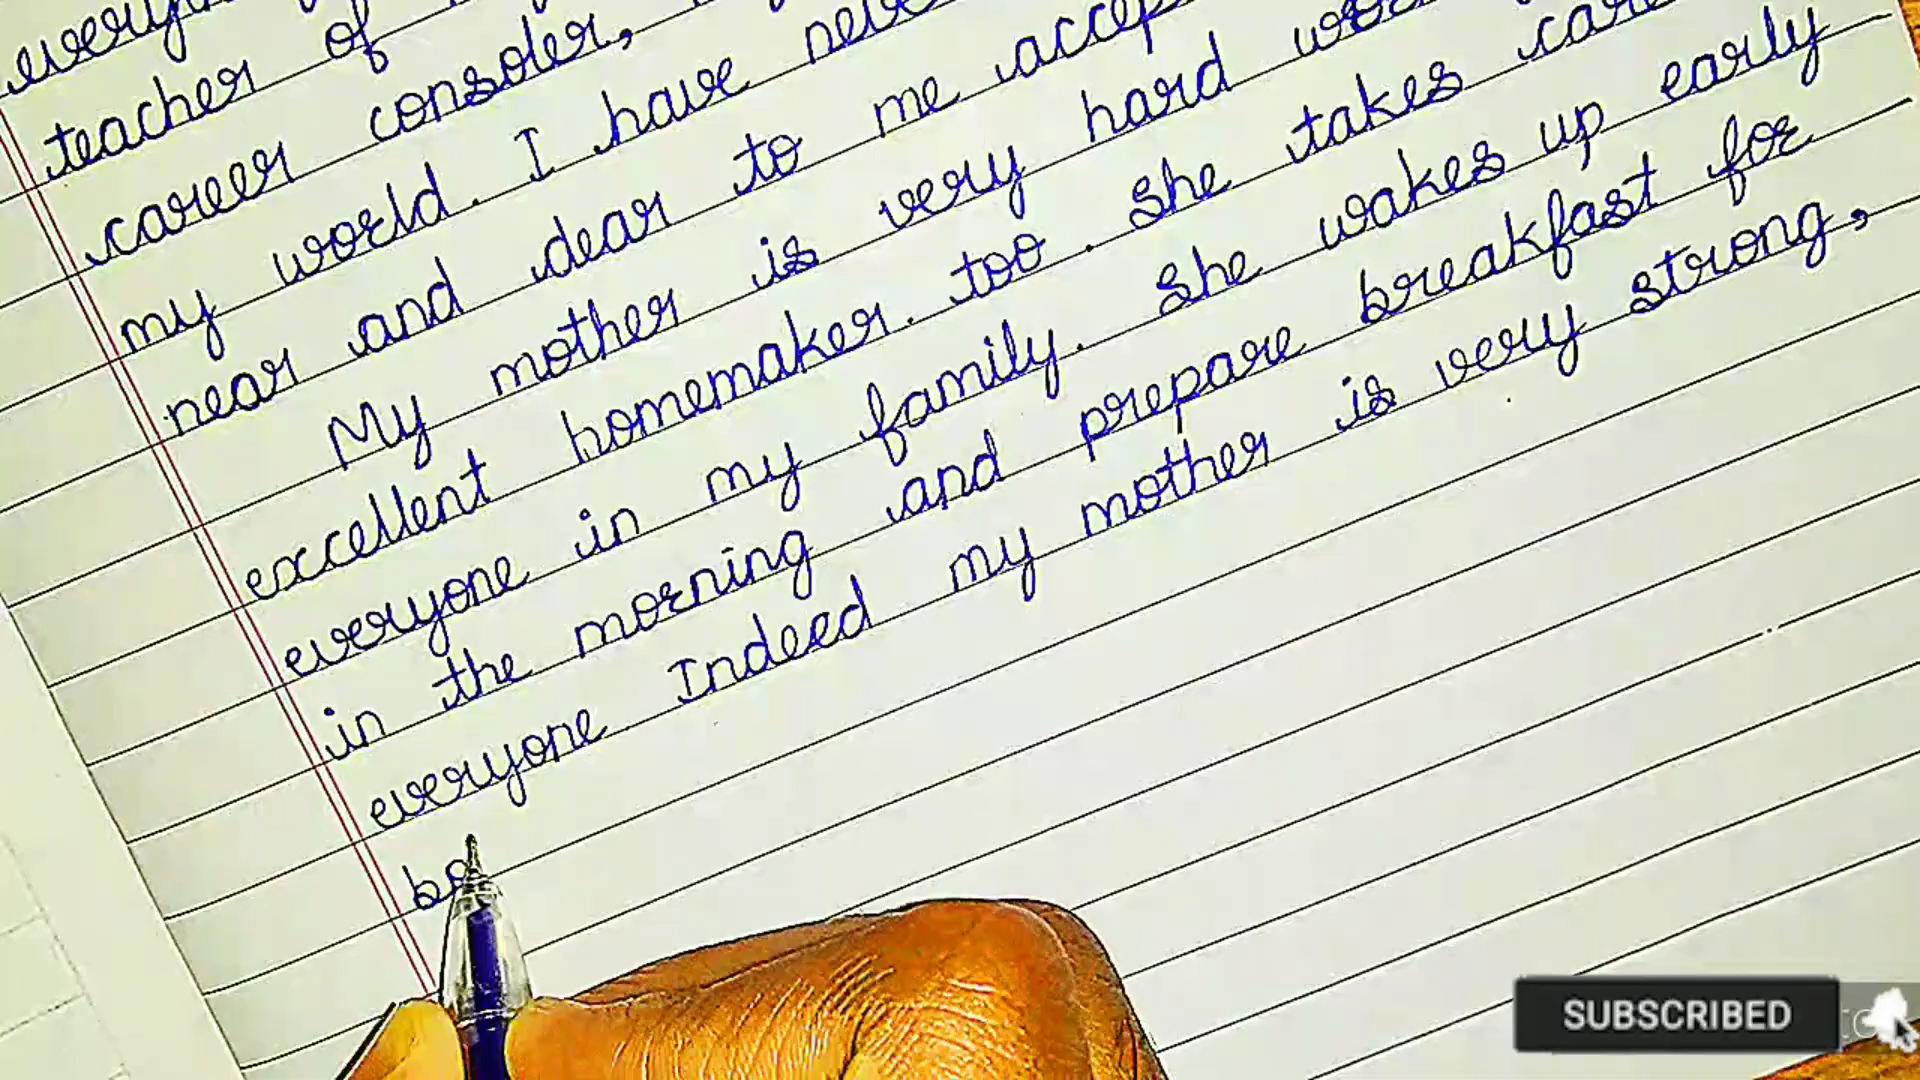 teacher of
career consoler,
my world. I have
near and dear to me
My mother is very hard
excellent homemaker. too. She takes
everyone in my family. She wakes up early
in the morning and prepare breakfast for
everyone Indeed my mother is very strong,
SUBSCRIBED